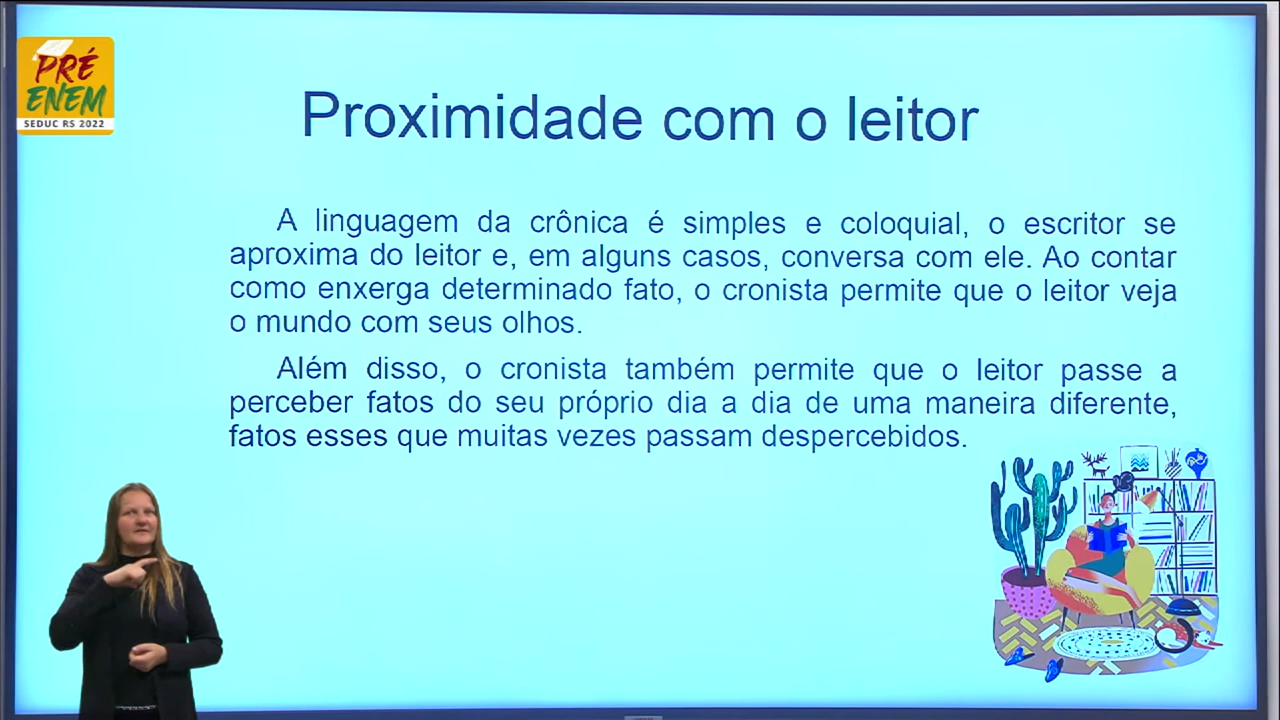 PRÉ
ENEM
SEDUC RS 2022
Proximidade com o leitor
A linguagem da crônica é simples e coloquial, o escritor se
aproxima do leitor e, em alguns casos, conversa com ele. Ao contar
como enxerga determinado fato, o cronista permite que o leitor veja
o mundo com seus olhos.
Além disso, o cronista também permite que o leitor passe a
perceber fatos do seu próprio dia a dia de uma maneira diferente,
fatos esses que muitas vezes passam despercebidos.